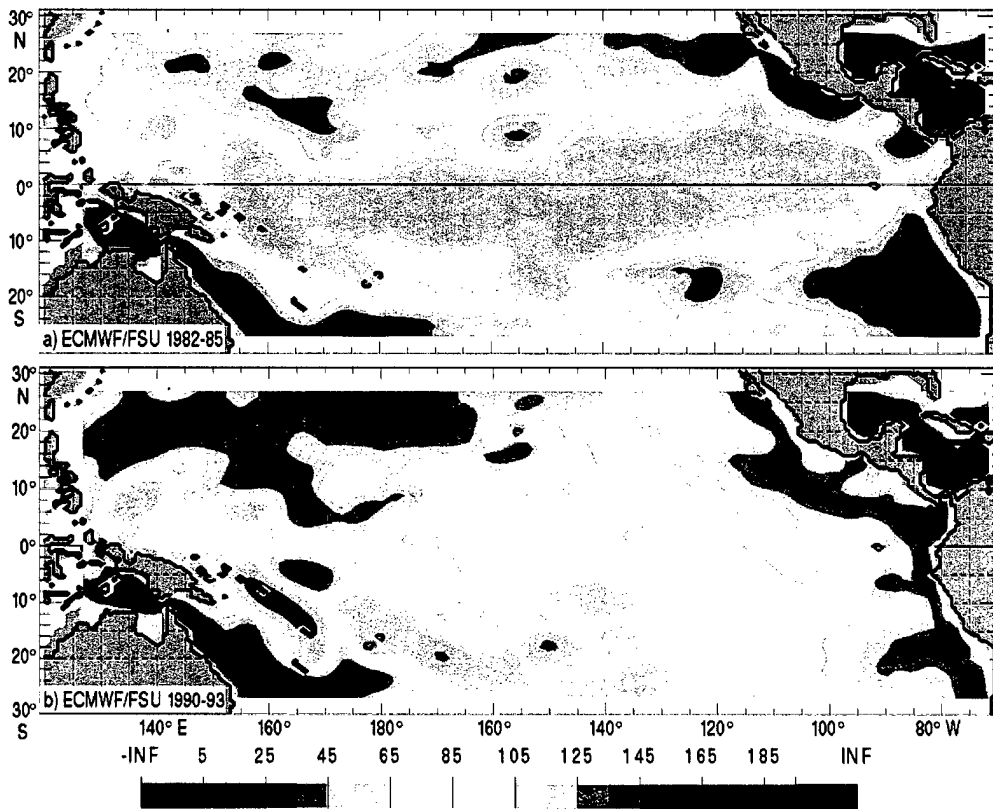 30°
N
20°
10°
0°
10°
20°
S
a) ECMWF/FSU 1982-85
30°
N
20°
10°
0°
10°
20°
b) ECMWF/FSU 1990-93
30°
S
140° E 160° 180° 160° 140° 120° 100° 80° W
-INF 5 25 45 65 85 105 125 145 165 185 INF